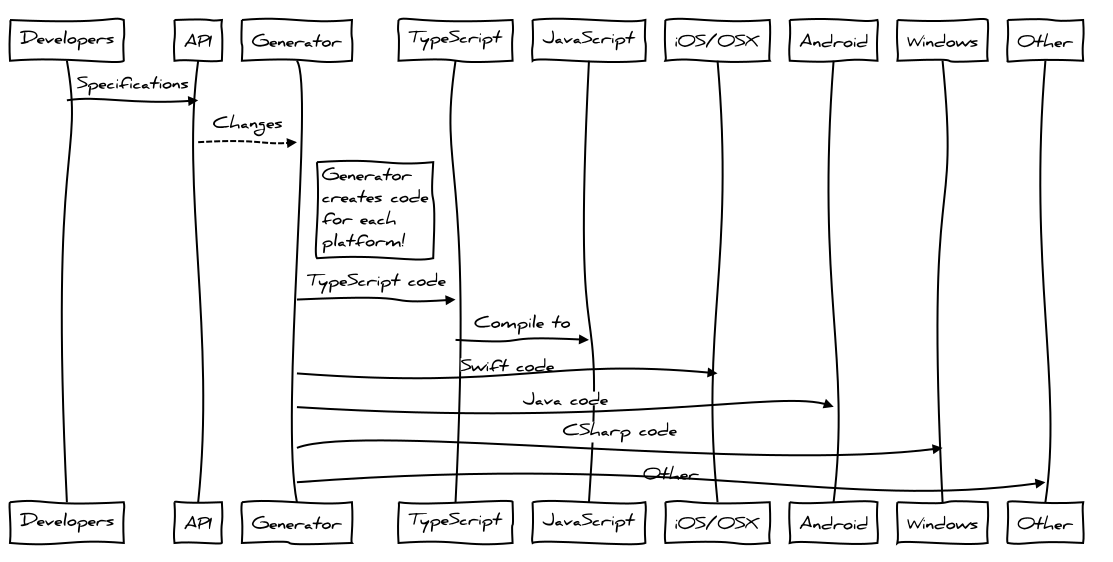 Developers API Generator TypeScript JavaScript iOS/OSX Android Windows Other
Specifications
Changes
Generator
creates code
for each
platform!
TypeScript code
Compile to
Swift code
Java code
CSharp code
Other
Developers API Generator TypeScript JavaScript iOS/OSX Android Windows Other